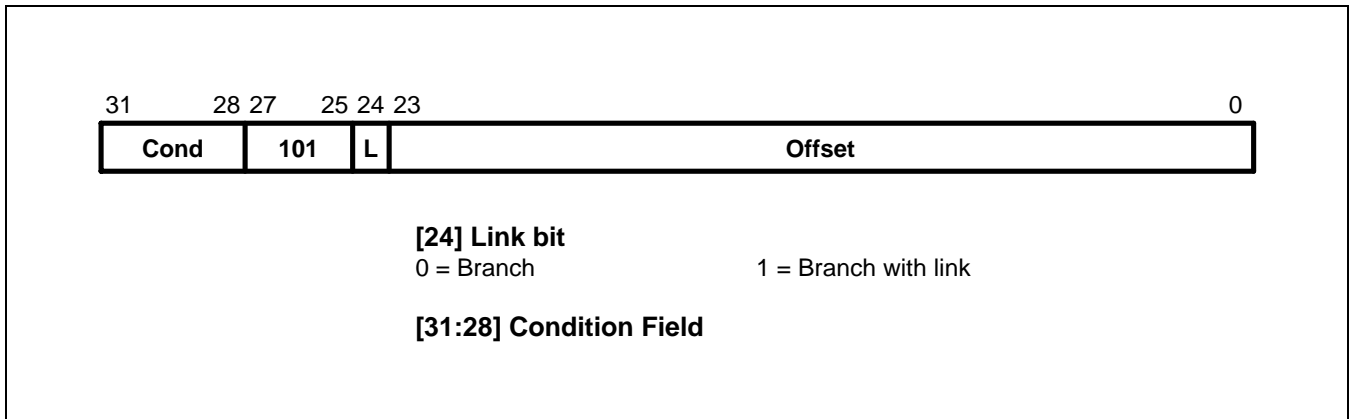 31 28 27 25 24 23 0
Cond 101 L Offset
[24] Link bit
0 = Branch 1 = Branch with link
[31:28] Condition Field